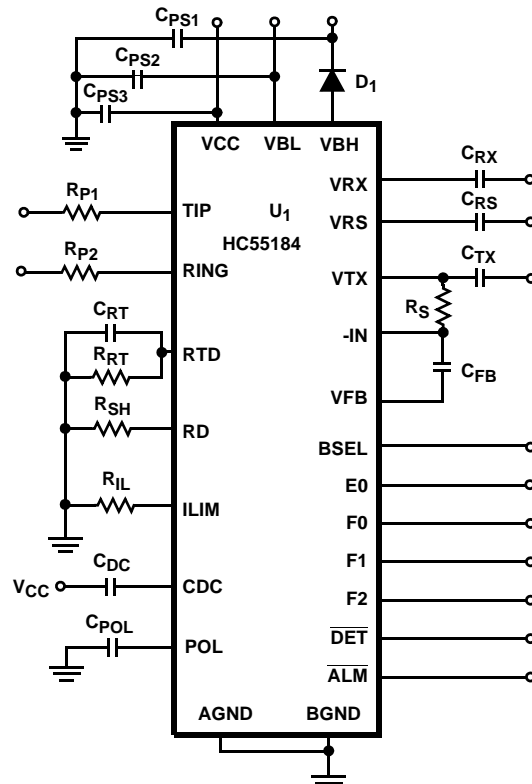 CPS1
CPS2
D1
CPS3
VCC VBL VBH
CRX
VRX
RP1
CRS
TIP
U1
VRS
HC55184
CTX
RP2
VTX
RING
RS
CRT
-IN
RTD
RRT
CFB
VFB
RSH
RD
BSEL
RIL
E0
ILIM
F0
CDC
F1
VCC
CDC
F2
CPOL
DET
POL
ALM
AGND BGND